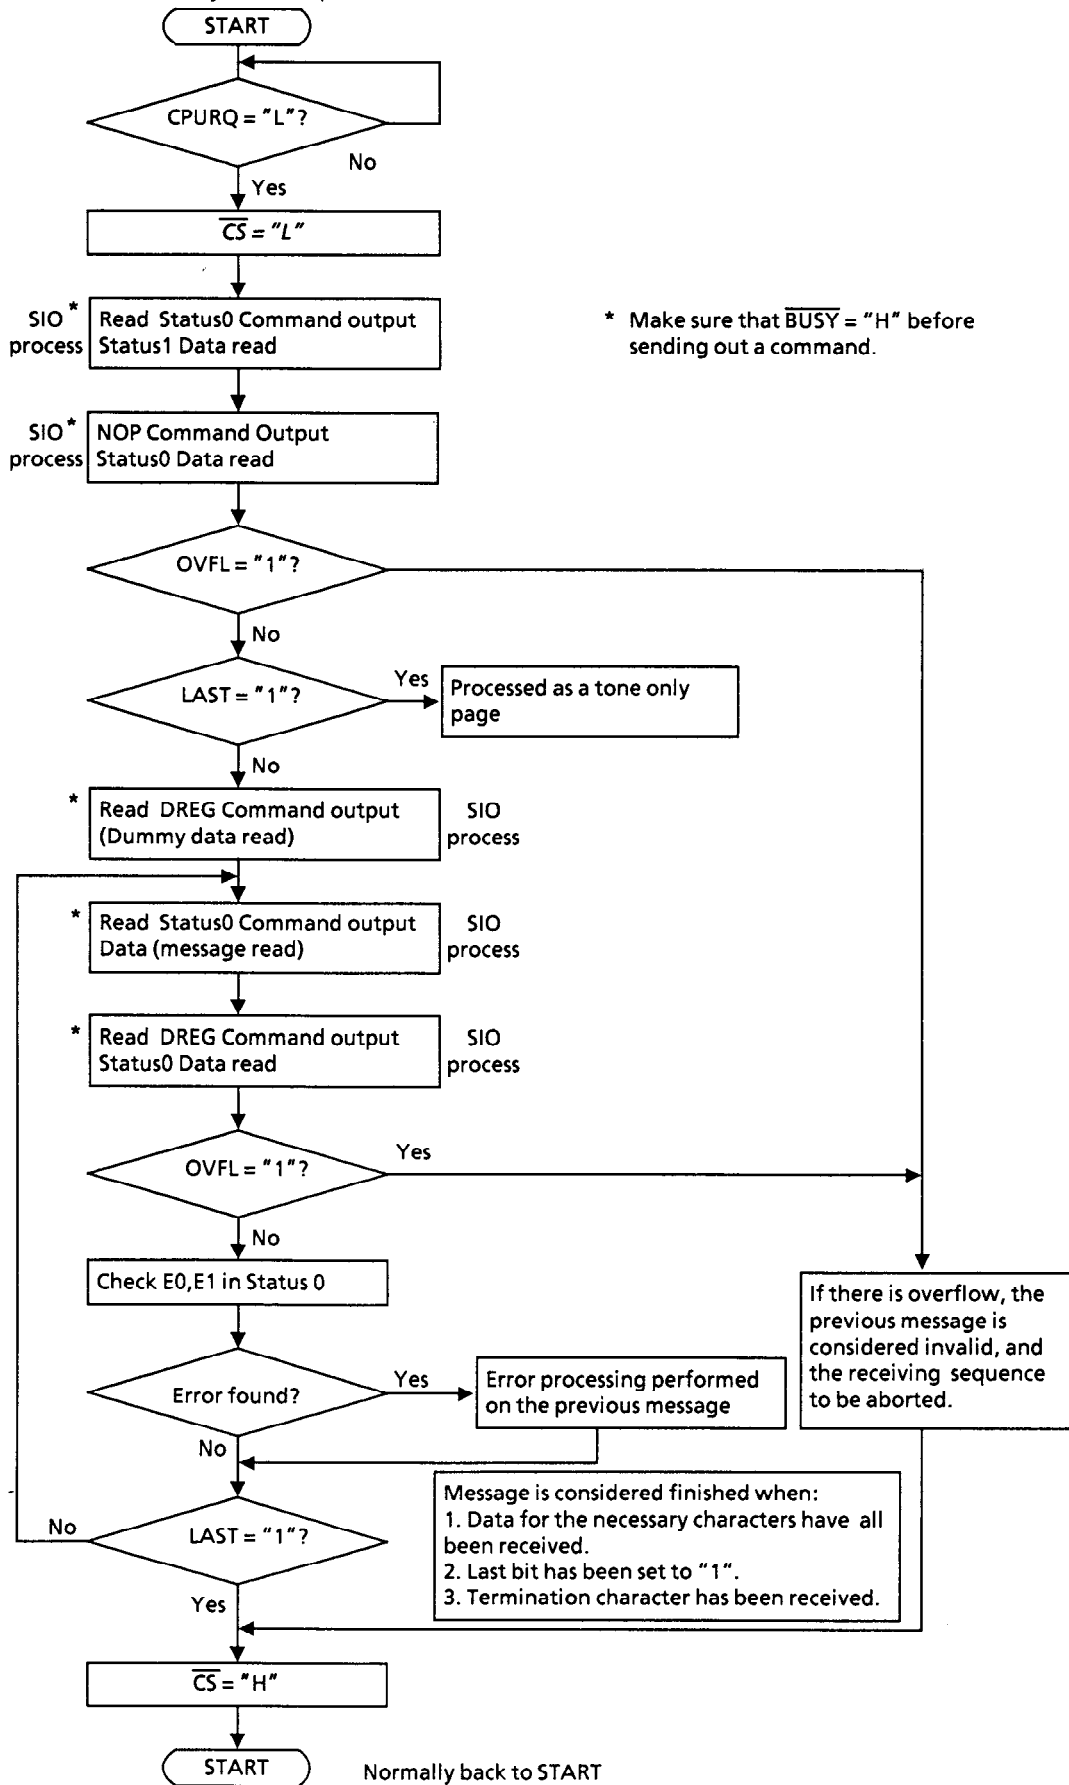 START
CPURQ = "L"?
No
Yes
CS = "L"
SIO *
process
Read Status0 Command output
Status1 Data read
* Make sure that BUSY = "H" before
sending out a command.
SIO *
process
NOP Command Output
Status0 Data read
OVFL = "1"?
No
LAST = "1"?
Yes
Processed as a tone only
page
No
*
Read DREG Command output
(Dummy data read)
SIO
process
*
Read Status0 Command output
Data (message read)
SIO
process
*
Read DREG Command output
Status0 Data read
SIO
process
OVFL = "1"?
Yes
No
Check E0,E1 in Status 0
If there is overflow, the
previous message is
considered invalid, and
the receiving sequence
to be aborted.
Error found?
Yes
Error processing performed
on the previous message
No
Message is considered finished when:
1. Data for the necessary characters have all
been received.
2. Last bit has been set to "1".
3. Termination character has been received.
No
LAST = "1"?
Yes
CS = "H"
START
Normally back to START